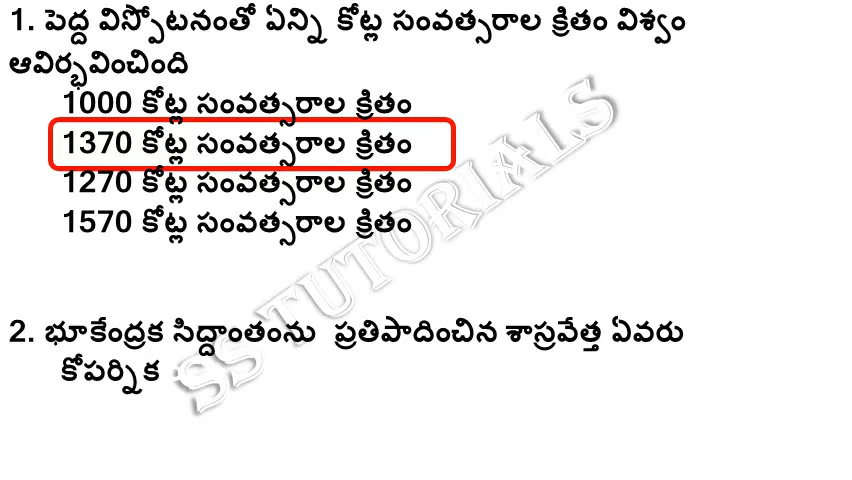 1. పెద్ద విస్పోటనంతో ఏన్ని కోట్ల సంవత్సరాల క్రితం విశ్వం
ఆవిర్భవించింది
1000 కోట్ల సంవత్సరాల క్రితం
1370 కోట్ల సంవత్సరాల క్రితం
1270 కోట్ల సంవత్సరాల క్రితం
1570 కోట్ల సంవత్సరాల క్రితం
SS TUTORIALS
2. భూకేంద్రక సిద్దాంతంను ప్రతిపాదించిన శాస్రవేత్త ఏవరు
కోపర్నిక